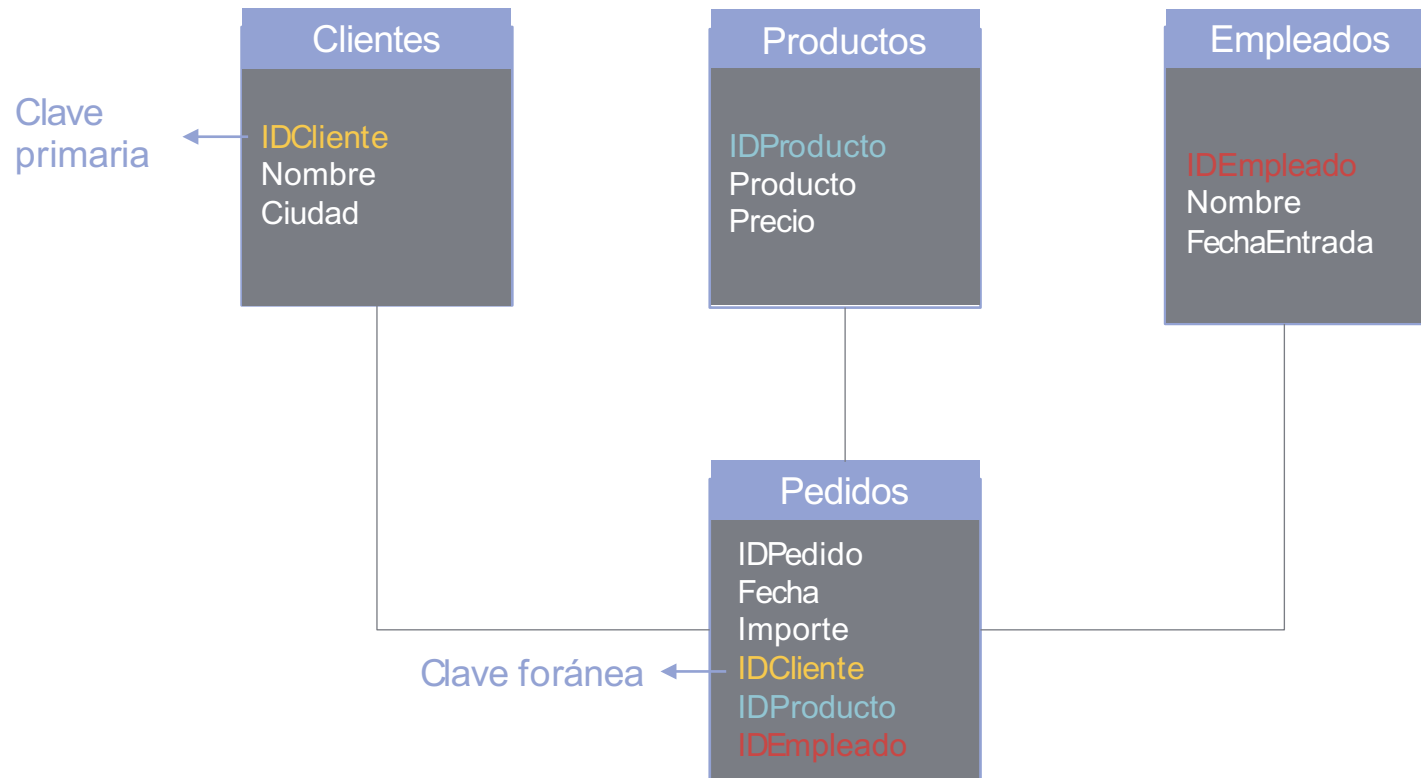 Clientes
Productos
Empleados
Clave
primaria
IDCliente
Nombre
Ciudad
IDProducto
Producto
Precio
IDEmpleado
Nombre
FechaEntrada
Pedidos
IDPedido
Fecha
Importe
IDCliente
IDProducto
IDEmpleado
Clave foránea